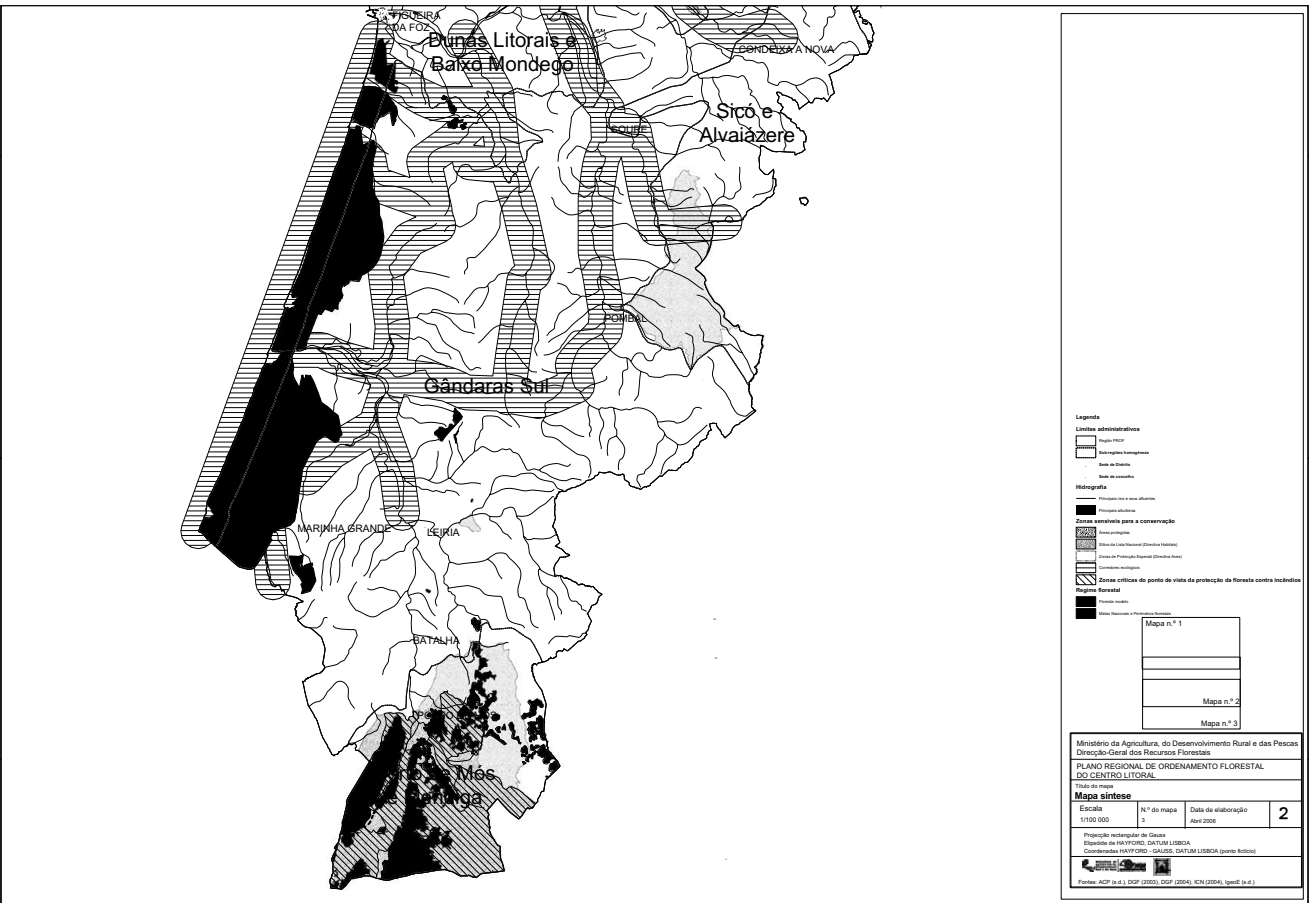 FIGUEIRA
DA FOZ
Dunas Litorais e
Baixo Mondego
CONDEIXA A NOVA
Sicó e
Alvaiázere
SOURE
POMBAL
Gândaras Sul
MARINHA GRANDE
LEIRIA
BATALHA
Mós
Legenda
Limites administrativos
Região PROF
Sub-regiões homogéneas
Sede de Distrito
Sede de concelho
Hidrografia
Principais rios e seus afluentes
Principais albufeiras
Zonas sensíveis para a conservação
Áreas protegidas
Sítios da Lista Nacional (Directiva Habitats)
Zonas de Protecção Especial (Directiva Aves)
Corredores ecológicos
Zonas críticas do ponto de vista da protecção da floresta contra incêndios
Regime florestal
Floresta modelo
Matas Nacionais e Perímetros florestais
Mapa n.º 1
Mapa n.º 2
Mapa n.º 3
Ministério da Agricultura, do Desenvolvimento Rural e das Pescas
Direcção-Geral dos Recursos Florestais
PLANO REGIONAL DE ORDENAMENTO FLORESTAL
DO CENTRO LITORAL
Título do mapa
Mapa síntese
Escala
1/100 000
N.º do mapa
3
Data de elaboração
Abril 2006
2
Projecção rectangular de Gauss
Elipsóide de HAYFORD, DATUM LISBOA
Coordenadas HAYFORD - GAUSS, DATUM LISBOA (ponto fictício)
Fontes: ACP (s.d.), DGF (2003), DGF (2004), ICN (2004), IgeoE (s.d.)